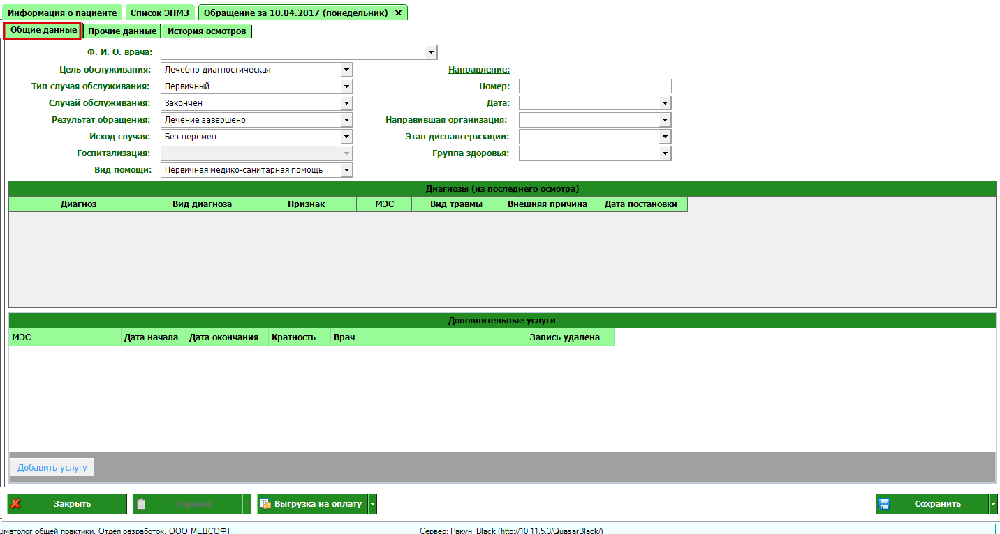 Информация о пациенте Список ЭПМЗ Обращение за 10.04.2017 (понедельник) ×
Общие данные Прочие данные История осмотров
Ф. И. О. врача:
Цель обслуживания: Лечебно-диагностическая Направление:
Тип случая обслуживания: Первичный Номер:
Случай обслуживания: Закончен Дата:
Результат обращения: Лечение завершено Направившая организация:
Исход случая: Без перемен Этап диспансеризации:
Госпитализация: Группа здоровья:
Вид помощи: Первичная медико-санитарная помощь
Диагнозы (из последнего осмотра)
Диагноз Вид диагноза Признак МЭС Вид травмы Внешняя причина Дата постановки
Дополнительные услуги
МЭС Дата начала Дата окончания Кратность Врач Запись удалена
Добавить услугу
Закрыть Справки Выгрузка на оплату Сохранить
оматолог общей практики, Отдел разработок, ООО МЕДСОФТ Сервер: Ракун_Black (http://10.11.5.3/QuasarBlack/)